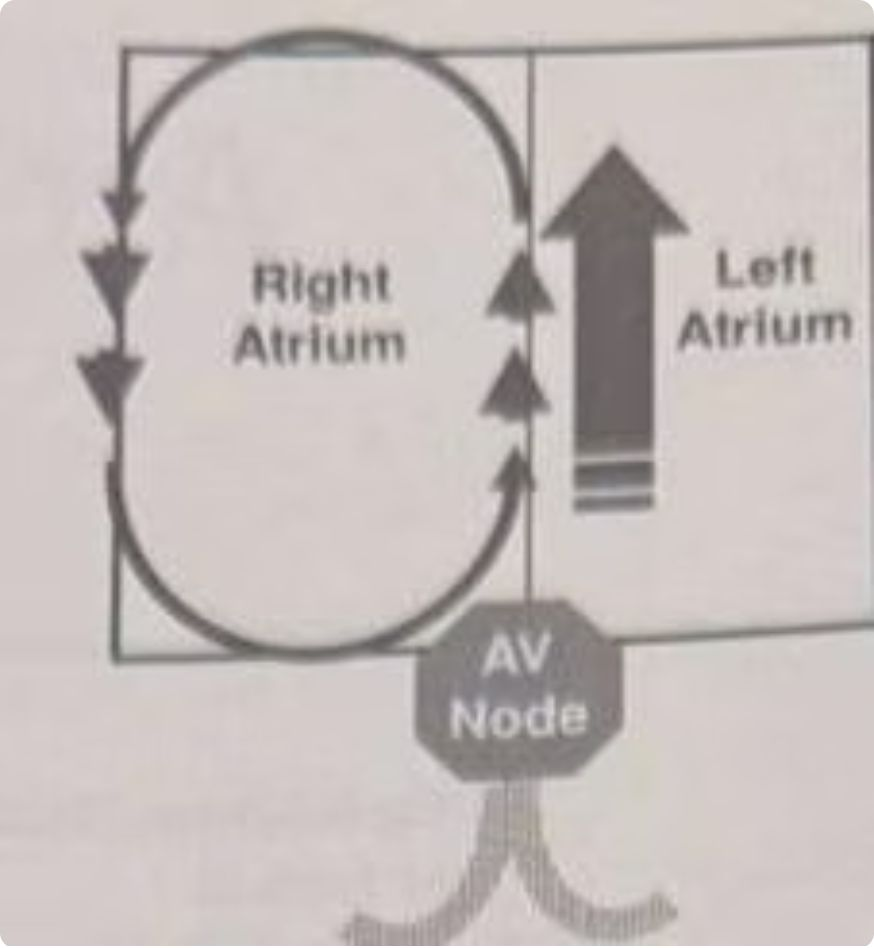 Right
Atrium
Left
Atrium
AV
Node